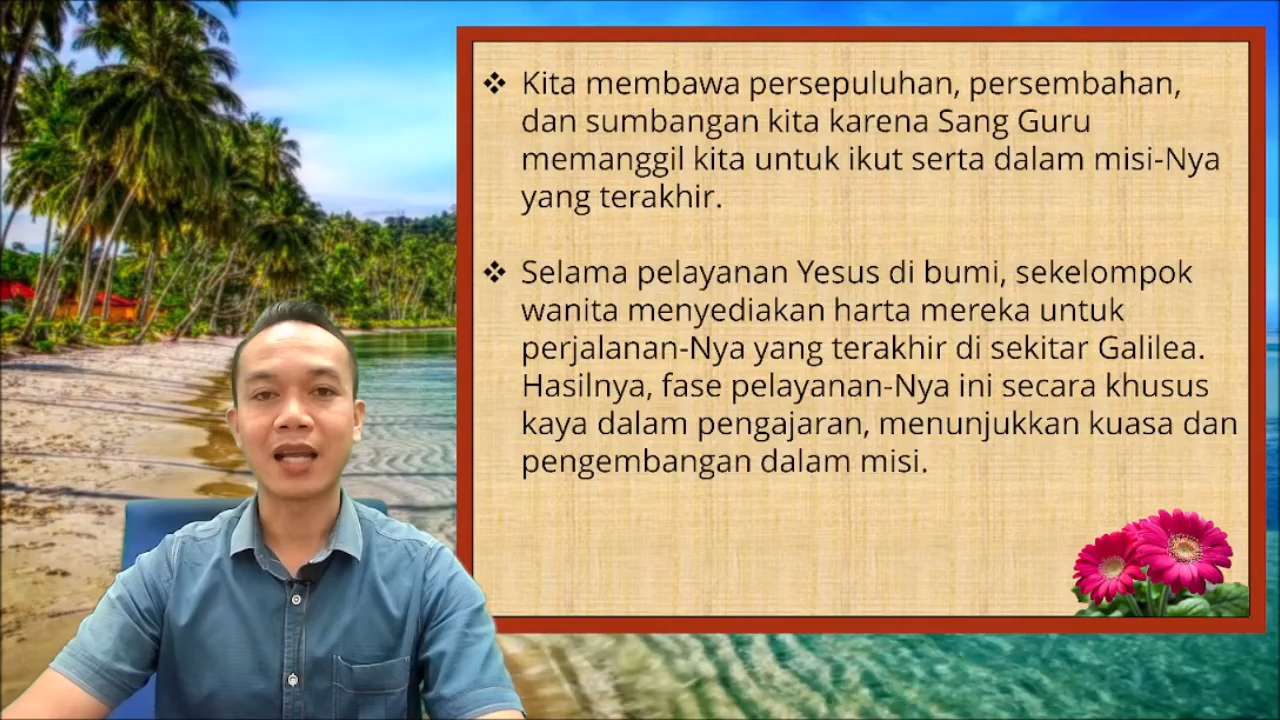 ❖ Kita membawa persepuluhan, persembahan,
dan sumbangan kita karena Sang Guru
memanggil kita untuk ikut serta dalam misi-Nya
yang terakhir.
❖ Selama pelayanan Yesus di bumi, sekelompok
wanita menyediakan harta mereka untuk
perjalanan-Nya yang terakhir di sekitar Galilea.
Hasilnya, fase pelayanan-Nya ini secara khusus
kaya dalam pengajaran, menunjukkan kuasa dan
pengembangan dalam misi.